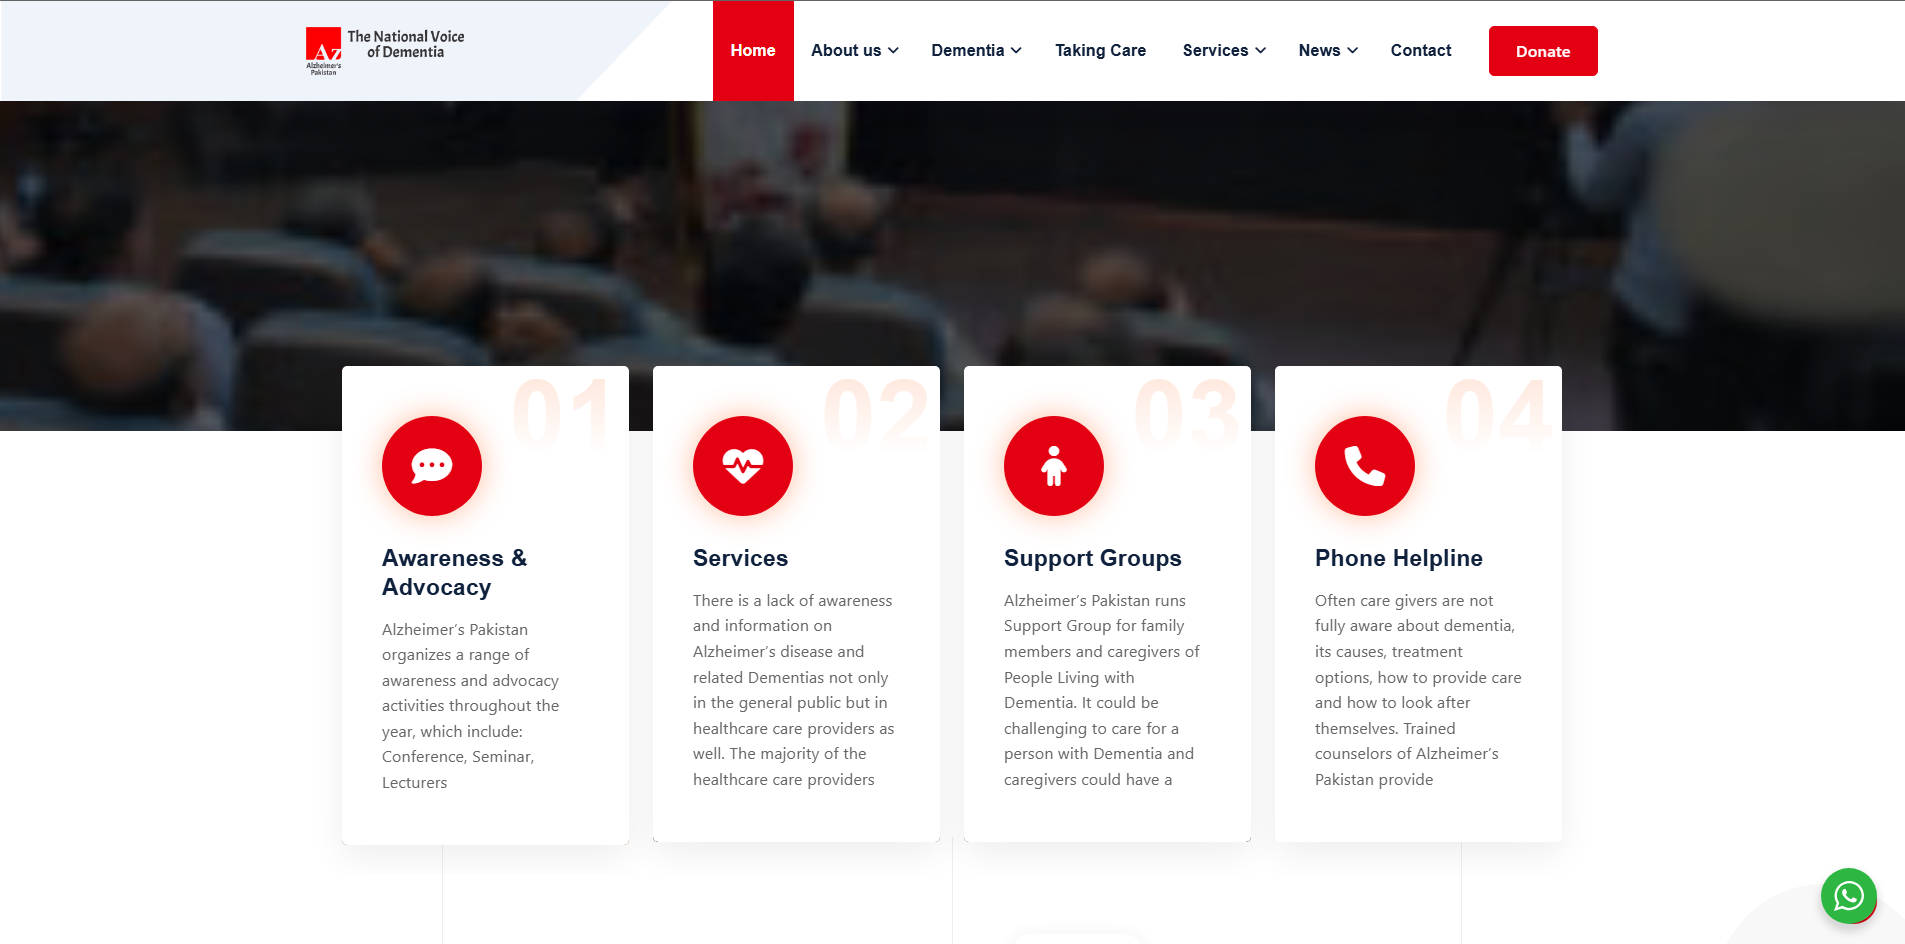 The National Voice
of Dementia
Az
Alzheimer's
Pakistan
Home
About us
Dementia
Taking Care
Services
News
Contact
Donate
01
Awareness &
Advocacy
Alzheimer's Pakistan
organizes a range of
awareness and advocacy
activities throughout the
year, which include:
Conference, Seminar,
Lecturers
02
Services
There is a lack of awareness
and information on
Alzheimer's disease and
related Dementias not only
in the general public but in
healthcare care providers as
well. The majority of the
healthcare care providers
03
Support Groups
Alzheimer's Pakistan runs
Support Group for family
members and caregivers of
People Living with
Dementia. It could be
challenging to care for a
person with Dementia and
caregivers could have a
04
Phone Helpline
Often care givers are not
fully aware about dementia,
its causes, treatment
options, how to provide care
and how to look after
themselves. Trained
counselors of Alzheimer's
Pakistan provide